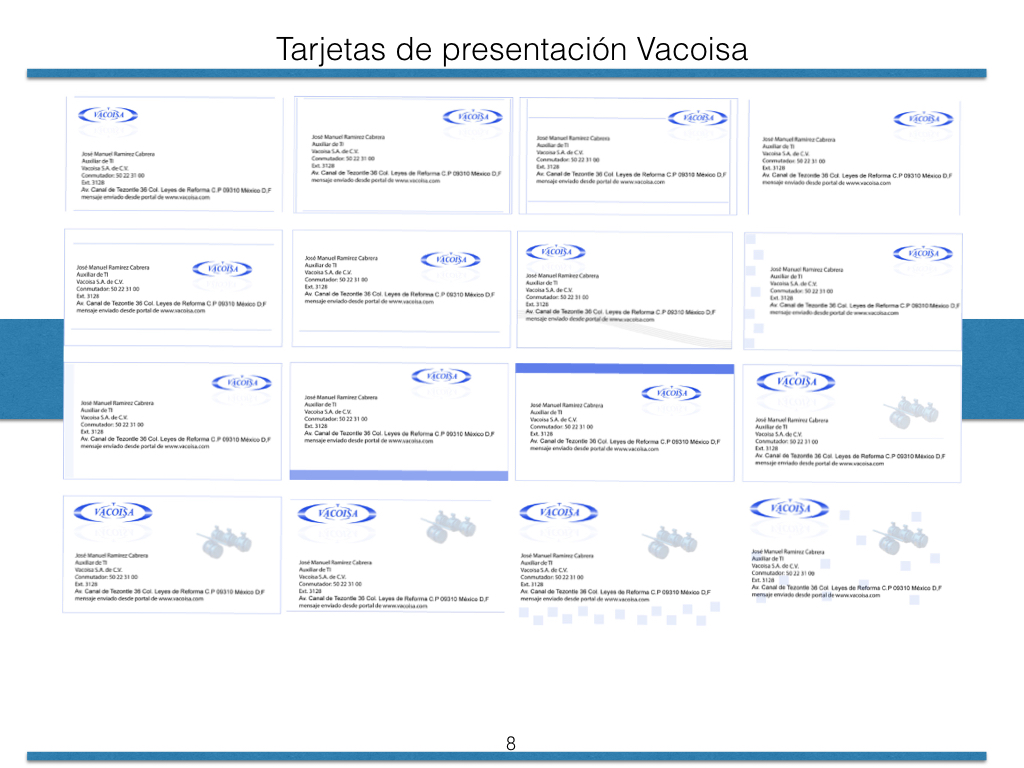 Tarjetas de presentación Vacoisa
VACOISA
José Manuel Ramirez Cabrera
Auxiliar de TI
Vacoisa S.A. de C.V.
Conmutador: 50 22 31 00
Ext. 3128
Av. Canal de Tezontle 36 Col. Leyes de Reforma C.P 09310 México D,F
mensaje enviado desde portal de www.vacoisa.com
VACOISA
José Manuel Ramirez Cabrera
Auxiliar de TI
Vacoisa S.A. de C.V.
Conmutador: 50 22 31 00
Ext. 3128
Av. Canal de Tezontle 36 Col. Leyes de Reforma C.P 09310 México D,F
mensaje enviado desde portal de www.vacoisa.com
VACOISA
José Manuel Ramirez Cabrera
Auxiliar de TI
Vacoisa S.A. de C.V.
Conmutador: 50 22 31 00
Ext. 3128
Av. Canal de Tezontle 36 Col. Leyes de Reforma C.P 09310 México D,F
mensaje enviado desde portal de www.vacoisa.com
VACOISA
José Manuel Ramirez Cabrera
Auxiliar de TI
Vacoisa S.A. de C.V.
Conmutador: 50 22 31 00
Ext. 3128
Av. Canal de Tezontle 36 Col. Leyes de Reforma C.P 09310 México D,F
mensaje enviado desde portal de www.vacoisa.com
VACOISA
José Manuel Ramirez Cabrera
Auxiliar de TI
Vacoisa S.A. de C.V.
Conmutador: 50 22 31 00
Ext. 3128
Av. Canal de Tezontle 36 Col. Leyes de Reforma C.P 09310 México D,F
mensaje enviado desde portal de www.vacoisa.com
VACOISA
José Manuel Ramirez Cabrera
Auxiliar de TI
Vacoisa S.A. de C.V.
Conmutador: 50 22 31 00
Ext. 3128
Av. Canal de Tezontle 36 Col. Leyes de Reforma C.P 09310 México D,F
mensaje enviado desde portal de www.vacoisa.com
VACOISA
José Manuel Ramirez Cabrera
Auxiliar de TI
Vacoisa S.A. de C.V.
Conmutador: 50 22 31 00
Ext. 3128
Av. Canal de Tezontle 36 Col. Leyes de Reforma C.P 09310 México D,F
mensaje enviado desde portal de www.vacoisa.com
VACOISA
José Manuel Ramirez Cabrera
Auxiliar de TI
Vacoisa S.A. de C.V.
Conmutador: 50 22 31 00
Ext. 3128
Av. Canal de Tezontle 36 Col. Leyes de Reforma C.P 09310 México D,F
mensaje enviado desde portal de www.vacoisa.com
VACOISA
José Manuel Ramirez Cabrera
Auxiliar de TI
Vacoisa S.A. de C.V.
Conmutador: 50 22 31 00
Ext. 3128
Av. Canal de Tezontle 36 Col. Leyes de Reforma C.P 09310 México D,F
mensaje enviado desde portal de www.vacoisa.com
VACOISA
José Manuel Ramirez Cabrera
Auxiliar de TI
Vacoisa S.A. de C.V.
Conmutador: 50 22 31 00
Ext. 3128
Av. Canal de Tezontle 36 Col. Leyes de Reforma C.P 09310 México D,F
mensaje enviado desde portal de www.vacoisa.com
VACOISA
José Manuel Ramirez Cabrera
Auxiliar de TI
Vacoisa S.A. de C.V.
Conmutador: 50 22 31 00
Ext. 3128
Av. Canal de Tezontle 36 Col. Leyes de Reforma C.P 09310 México D,F
mensaje enviado desde portal de www.vacoisa.com
VACOISA
José Manuel Ramirez Cabrera
Auxiliar de TI
Vacoisa S.A. de C.V.
Conmutador: 50 22 31 00
Ext. 3128
Av. Canal de Tezontle 36 Col. Leyes de Reforma C.P 09310 México D,F
mensaje enviado desde portal de www.vacoisa.com
VACOISA
José Manuel Ramirez Cabrera
Auxiliar de TI
Vacoisa S.A. de C.V.
Conmutador: 50 22 31 00
Ext. 3128
Av. Canal de Tezontle 36 Col. Leyes de Reforma C.P 09310 México D,F
mensaje enviado desde portal de www.vacoisa.com
VACOISA
José Manuel Ramirez Cabrera
Auxiliar de TI
Vacoisa S.A. de C.V.
Conmutador: 50 22 31 00
Ext. 3128
Av. Canal de Tezontle 36 Col. Leyes de Reforma C.P 09310 México D,F
mensaje enviado desde portal de www.vacoisa.com
VACOISA
José Manuel Ramirez Cabrera
Auxiliar de TI
Vacoisa S.A. de C.V.
Conmutador: 50 22 31 00
Ext. 3128
Av. Canal de Tezontle 36 Col. Leyes de Reforma C.P 09310 México D,F
mensaje enviado desde portal de www.vacoisa.com
VACOISA
José Manuel Ramirez Cabrera
Auxiliar de TI
Vacoisa S.A. de C.V.
Conmutador: 50 22 31 00
Ext. 3128
Av. Canal de Tezontle 36 Col. Leyes de Reforma C.P 09310 México D,F
mensaje enviado desde portal de www.vacoisa.com
8